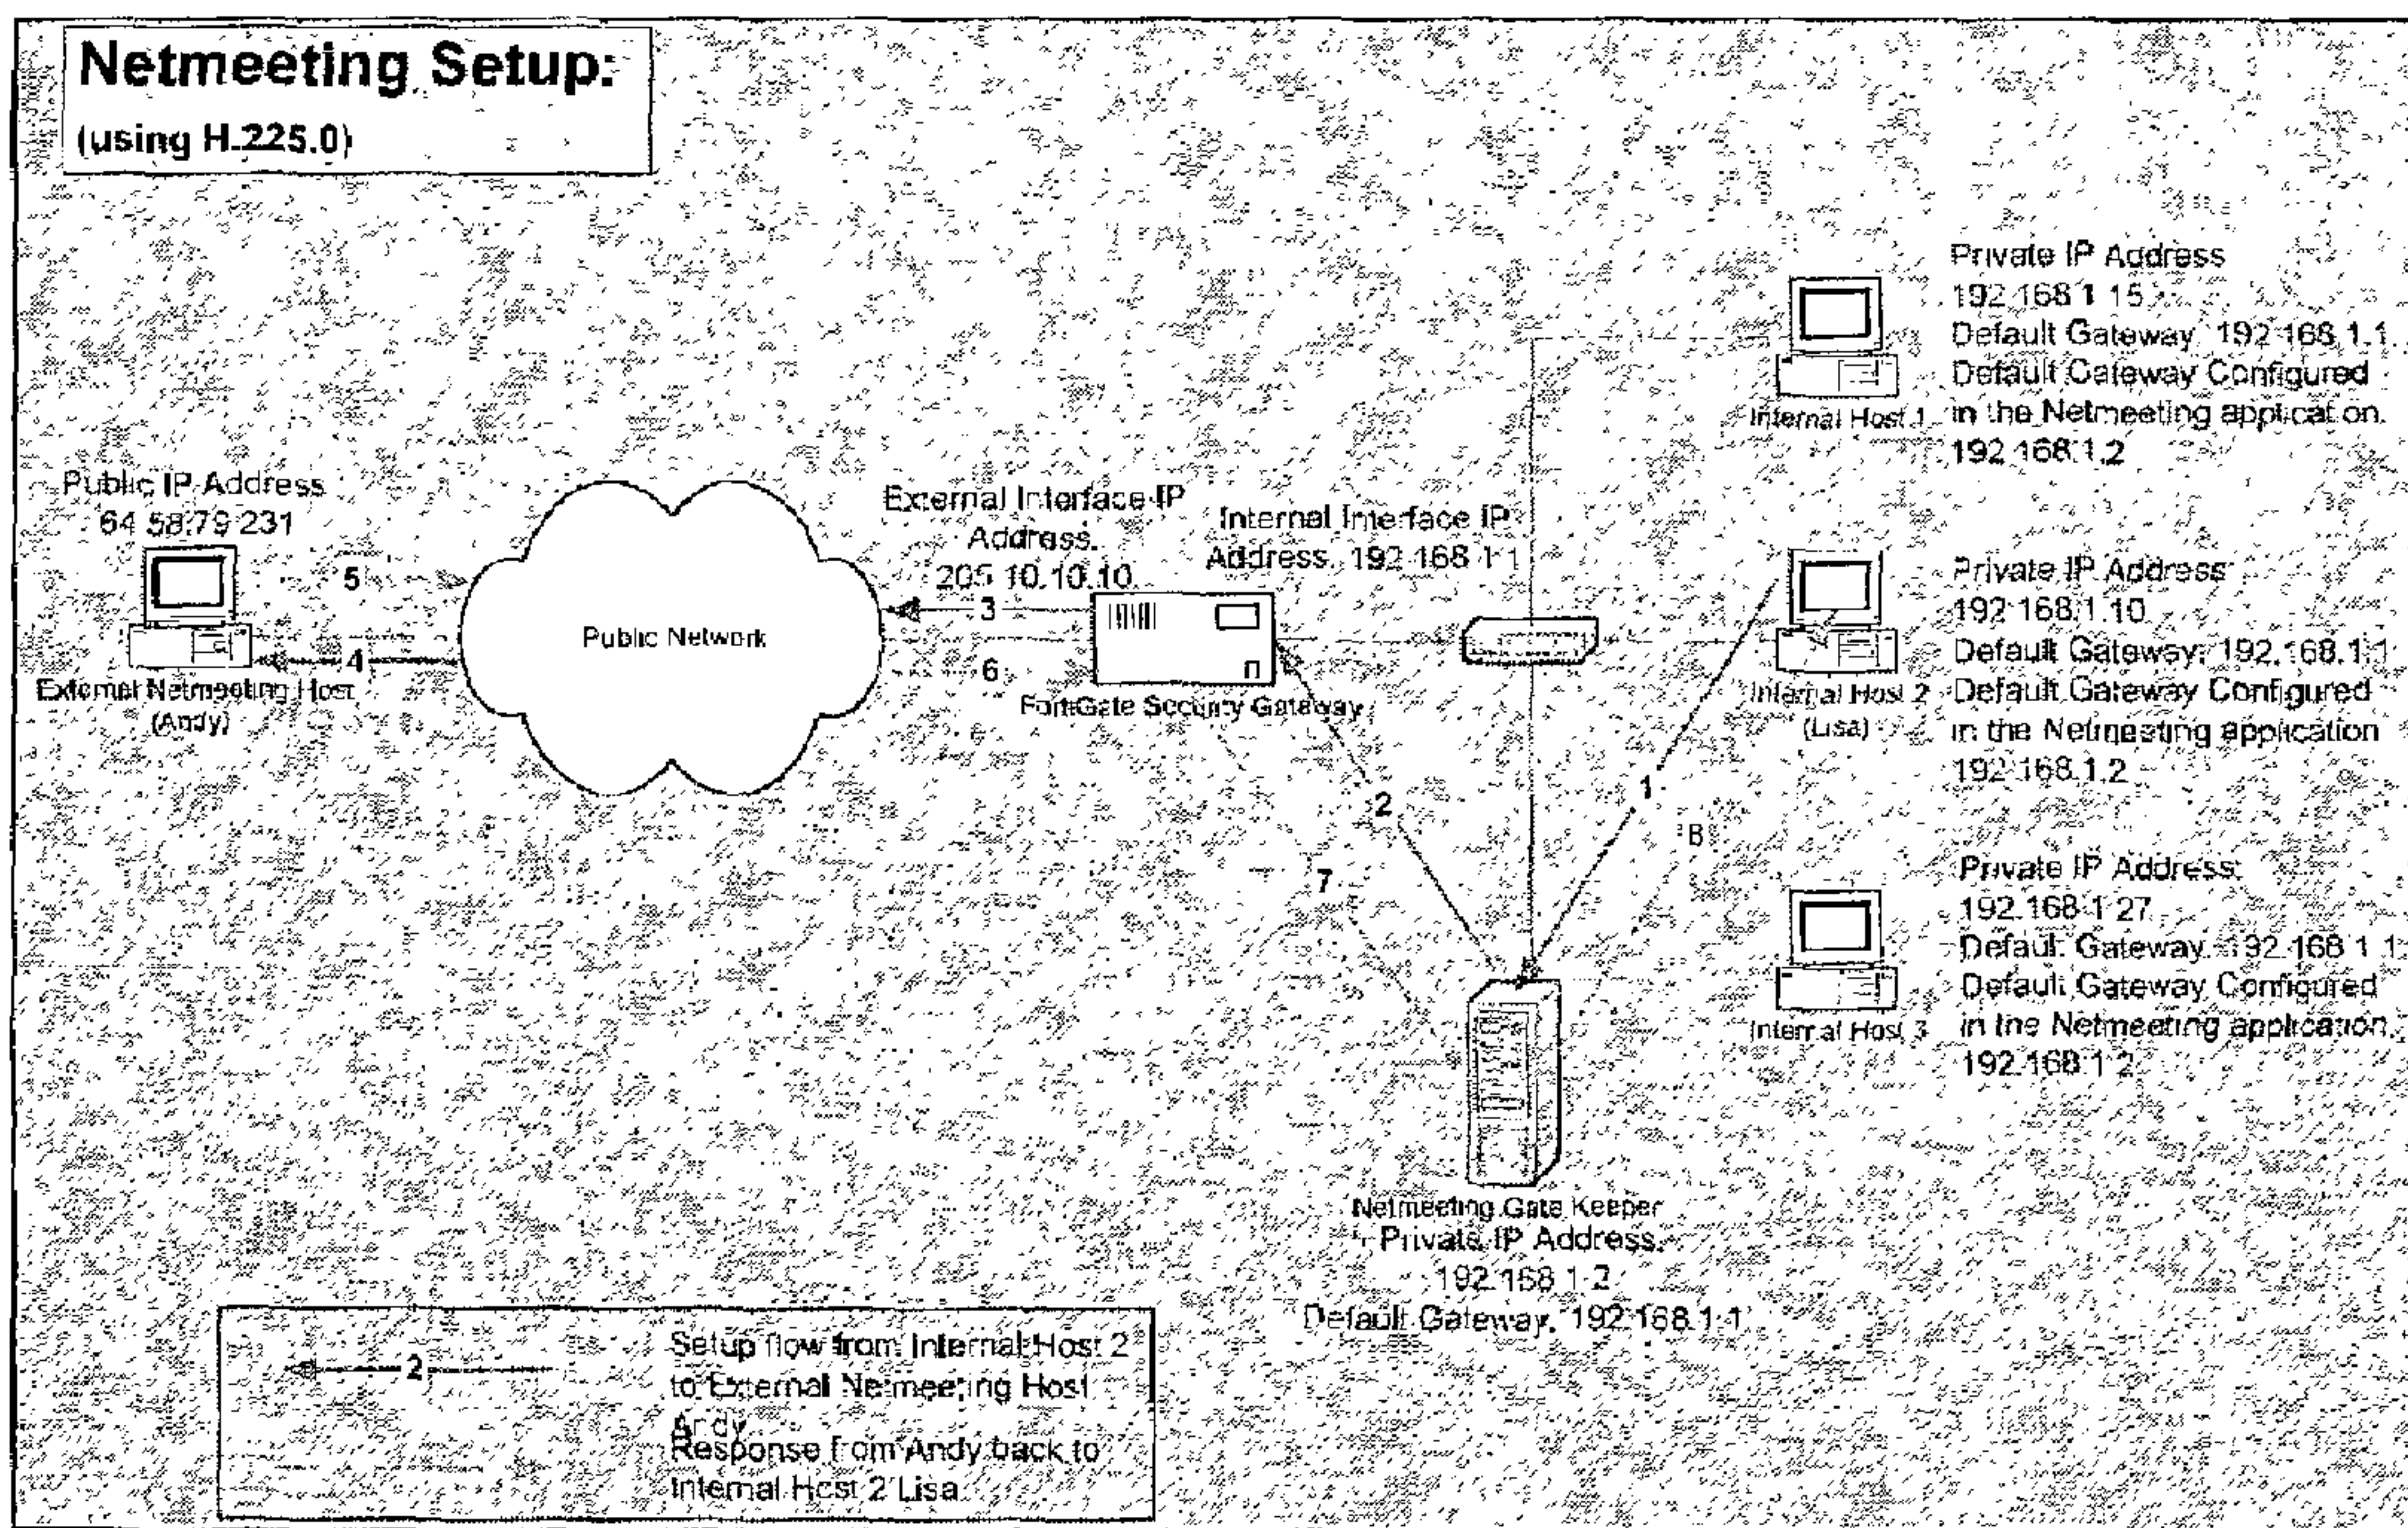 Netmeeting Setup:
(using H.225.0)
Private IP Address
192 168 1 15
Default Gateway. 192 168 1.1.
Default Gateway Configured
in the Netmeeting application.
192 168.1.2
Internal Host 1
Public IP Address
64 58.79 231
External Interface IP
Address.
205 10.10.10.
Internal Interface IP
Address. 192 168 1 1
5
3
Public Network
4
6
External Netmeeting Host
(Andy)
FortiGate Security Gateway
Private IP Address
192 168.1.10
Default Gateway. 192.168.1 1
Default Gateway Configured
in the Netmeeting application
192 168.1.2
Internal Host 2
(Lisa)
1
2
8
7
Private IP Address.
192.168 1 27
Default Gateway. 192 168 1 1
Default Gateway Configured
in the Netmeeting application.
192.168 1 2
Internal Host 3
Netmeeting Gate Keeper
Private IP Address.
192 168 1 2
Default Gateway. 192 168.1 1
2
Setup flow from Internal Host 2
to External Netmeeting Host
Andy
Response from Andy back to
Internal Host 2 Lisa